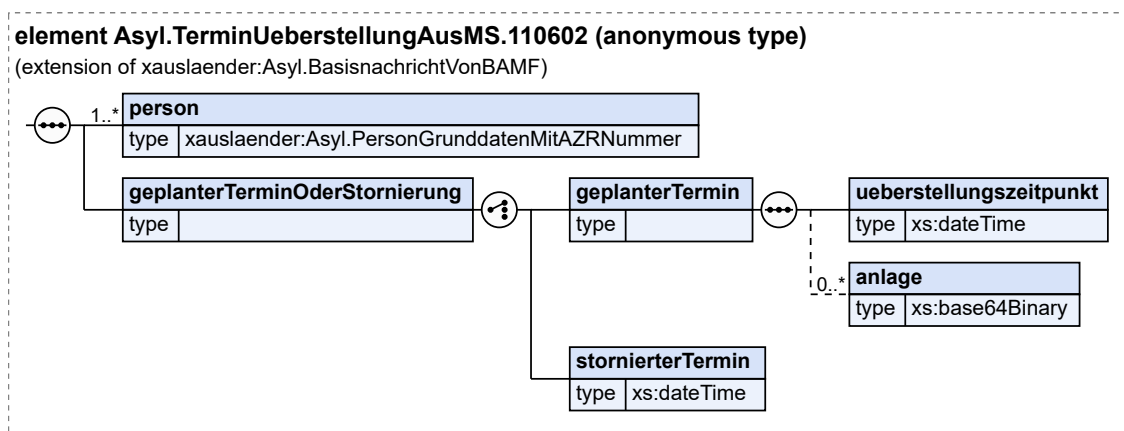 element Asyl.TerminUeberstellungAusMS.110602 (anonymous type)
(extension of xauslaender:Asyl.BasisnachrichtVonBAMF)
1..*
person
type xauslaender:Asyl.PersonGrunddatenMitAZRNummer
geplanterTerminOderStornierung
type
geplanterTermin
type
ueberstellungszeitpunkt
type xs:dateTime
0..*
anlage
type xs:base64Binary
stornierterTermin
type xs:dateTime